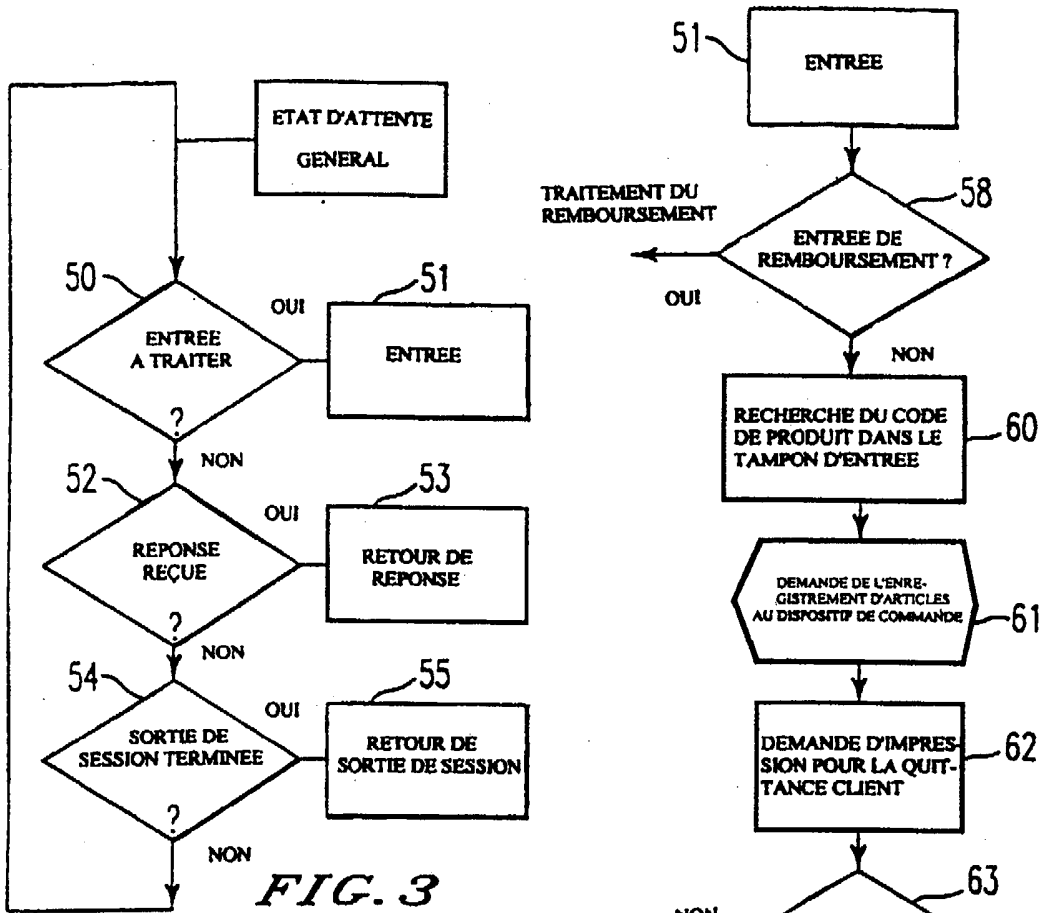 ETAT D'ATTENTE
GENERAL
50
ENTREE
A TRAITER
?
OUI
51
ENTREE
NON
52
REPONSE
REÇUE
?
OUI
53
RETOUR DE
REPONSE
NON
54
SORTIE DE
SESSION TERMINEE
?
OUI
55
RETOUR DE
SORTIE DE SESSION
NON
FIG. 3
51
ENTREE
TRAITEMENT DU
REMBOURSEMENT
58
ENTREE DE
REMBOURSEMENT ?
OUI
NON
RECHERCHE DU CODE
DE PRODUIT DANS LE
TAMPON D'ENTREE
60
DEMANDE DE L'ENRE-
GISTREMENT D'ARTICLES
AU DISPOSITIF DE COMMANDE
61
DEMANDE D'IMPRES-
SION POUR LA QUIT-
TANCE CLIENT
62
63
NON